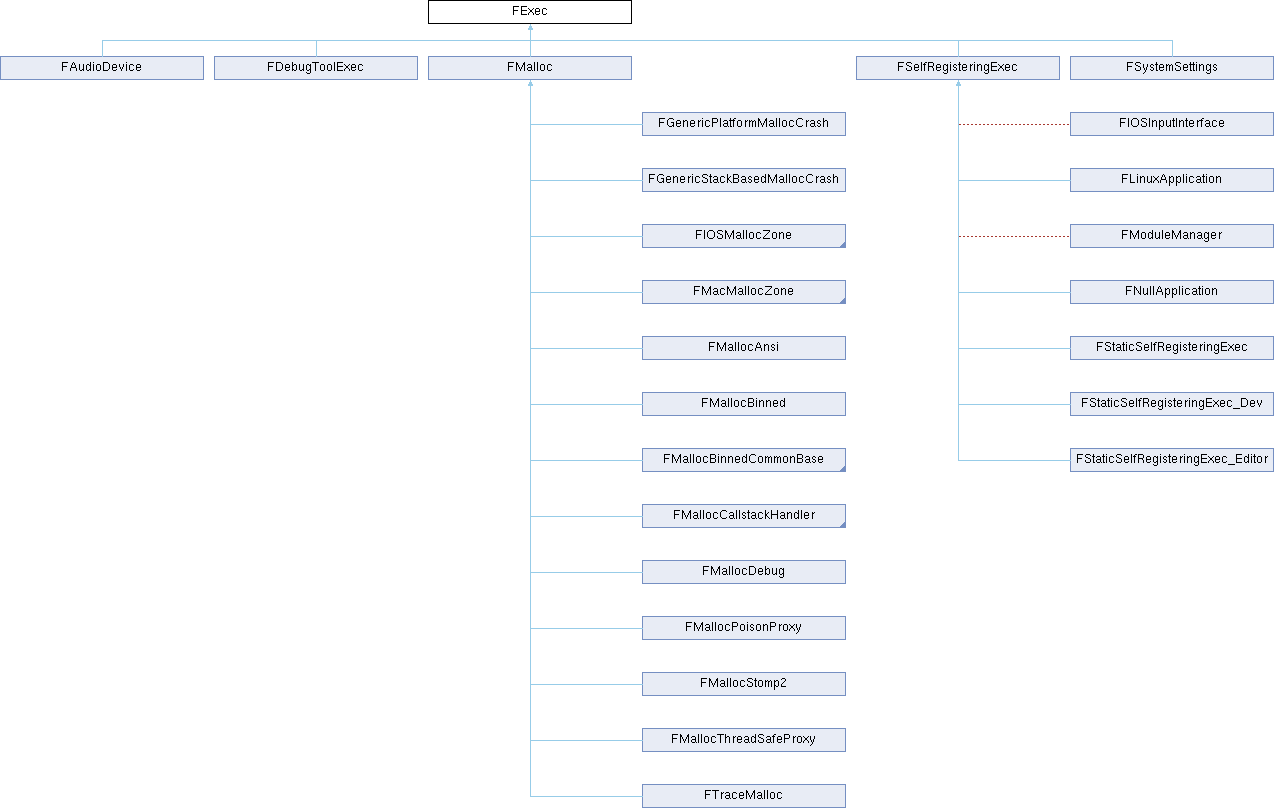 FExec
FAudioDevice
FDebugToolExec
FMalloc
FSelfRegisteringExec
FSystemSettings
FGenericPlatformMallocCrash
FIOSInputInterface
FGenericStackBasedMallocCrash
FLinuxApplication
FIOSMallocZone
FModuleManager
FMacMallocZone
FNullApplication
FMallocAnsi
FStaticSelfRegisteringExec
FMallocBinned
FStaticSelfRegisteringExec_Dev
FMallocBinnedCommonBase
FStaticSelfRegisteringExec_Editor
FMallocCallstackHandler
FMallocDebug
FMallocPoisonProxy
FMallocStomp2
FMallocThreadSafeProxy
FTraceMalloc